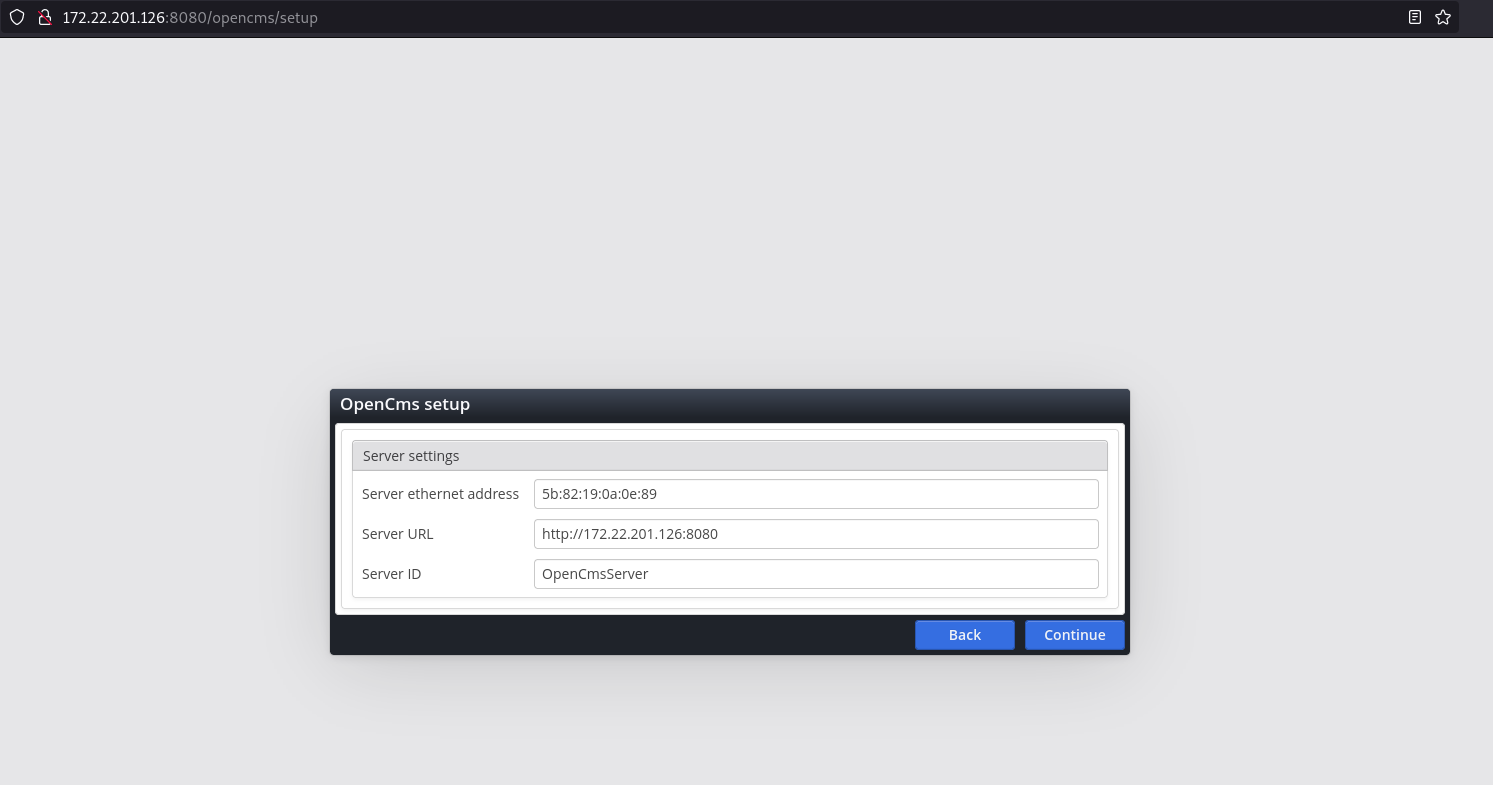 172.22.201.126:8080/opencms/setup
OpenCms setup
Server settings
Server ethernet address 5b:82:19:0a:0e:89
Server URL http://172.22.201.126:8080
Server ID OpenCmsServer
Back Continue